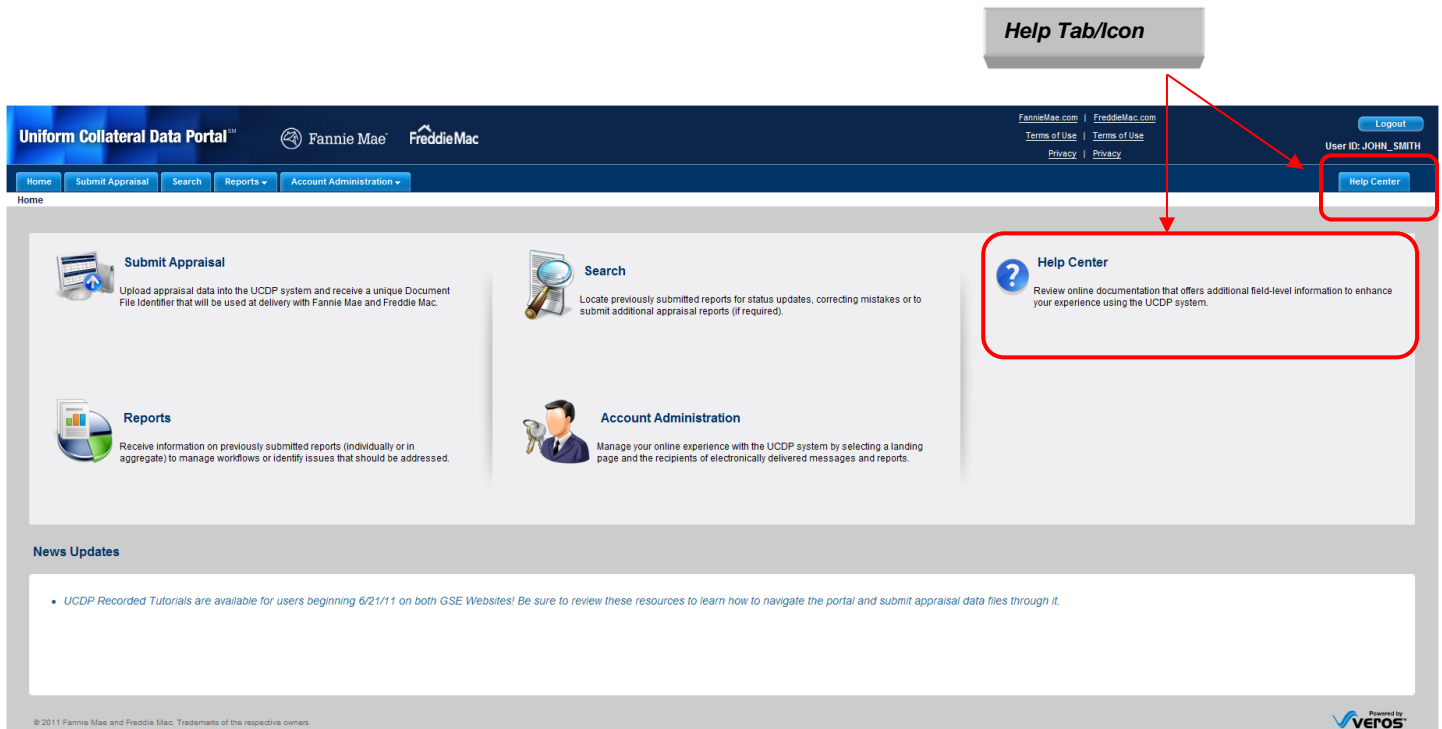 Help Tab/Icon
Uniform Collateral Data Portal℠
Fannie Mae®
Freddie Mac
FannieMae.com | FreddieMac.com
Terms of Use | Terms of Use
Privacy | Privacy
Logout
User ID: JOHN_SMITH
Home
Submit Appraisal
Search
Reports
Account Administration
Help Center
Home
Submit Appraisal
Upload appraisal data into the UCDP system and receive a unique Document
File Identifier that will be used at delivery with Fannie Mae and Freddie Mac.
Search
Locate previously submitted reports for status updates, correcting mistakes or to
submit additional appraisal reports (if required).
Help Center
Review online documentation that offers additional field-level information to enhance
your experience using the UCDP system.
Reports
Receive information on previously submitted reports (individually or in
aggregate) to manage workflows or identify issues that should be addressed.
Account Administration
Manage your online experience with the UCDP system by selecting a landing
page and the recipients of electronically delivered messages and reports.
News Updates
• UCDP Recorded Tutorials are available for users beginning 6/21/11 on both GSE Websites! Be sure to review these resources to learn how to navigate the portal and submit appraisal data files through it.
© 2011 Fannie Mae and Freddie Mac. Trademarks of the respective owners.
Powered by
veros™